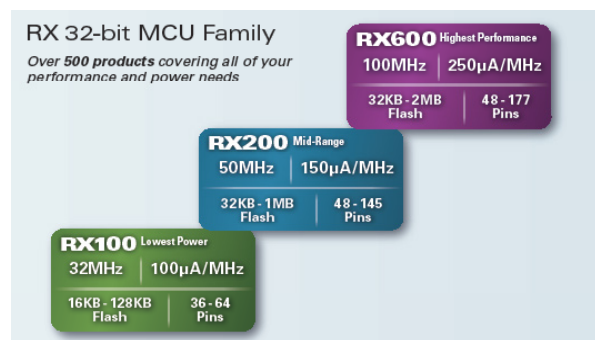 RX 32-bit MCU Family
Over 500 products covering all of your
performance and power needs
RX600 Highest Performance
100MHz 250µA/MHz
32KB-2MB 48-177
Flash Pins
RX200 Mid-Range
50MHz 150µA/MHz
32KB-1MB 48-145
Flash Pins
RX100 Lowest Power
32MHz 100µA/MHz
16KB-128KB 36-64
Flash Pins